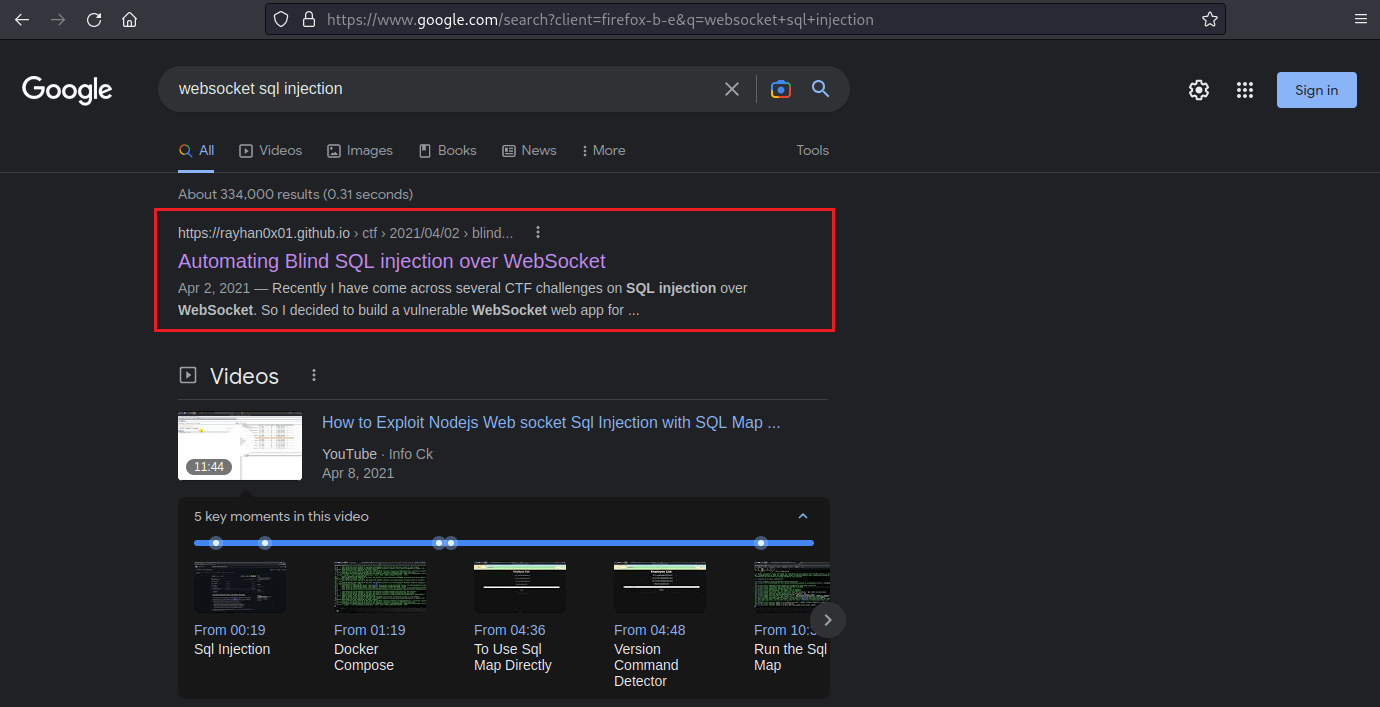 https://www.google.com/search?client=firefox-b-e&q=websocket+sql+injection
Google
websocket sql injection
Sign in
All
Videos
Images
Books
News
More
Tools
About 334,000 results (0.31 seconds)
https://rayhan0x01.github.io › ctf › 2021/04/02 › blind...
Automating Blind SQL injection over WebSocket
Apr 2, 2021 — Recently I have come across several CTF challenges on SQL injection over
WebSocket. So I decided to build a vulnerable WebSocket web app for ...
Videos
How to Exploit Nodejs Web socket Sql Injection with SQL Map ...
11:44
YouTube · Info Ck
Apr 8, 2021
5 key moments in this video
From 00:19
Sql Injection
From 01:19
Docker
Compose
From 04:36
To Use Sql
Map Directly
From 04:48
Version
Command
Detector
From
Run the Sql
Map